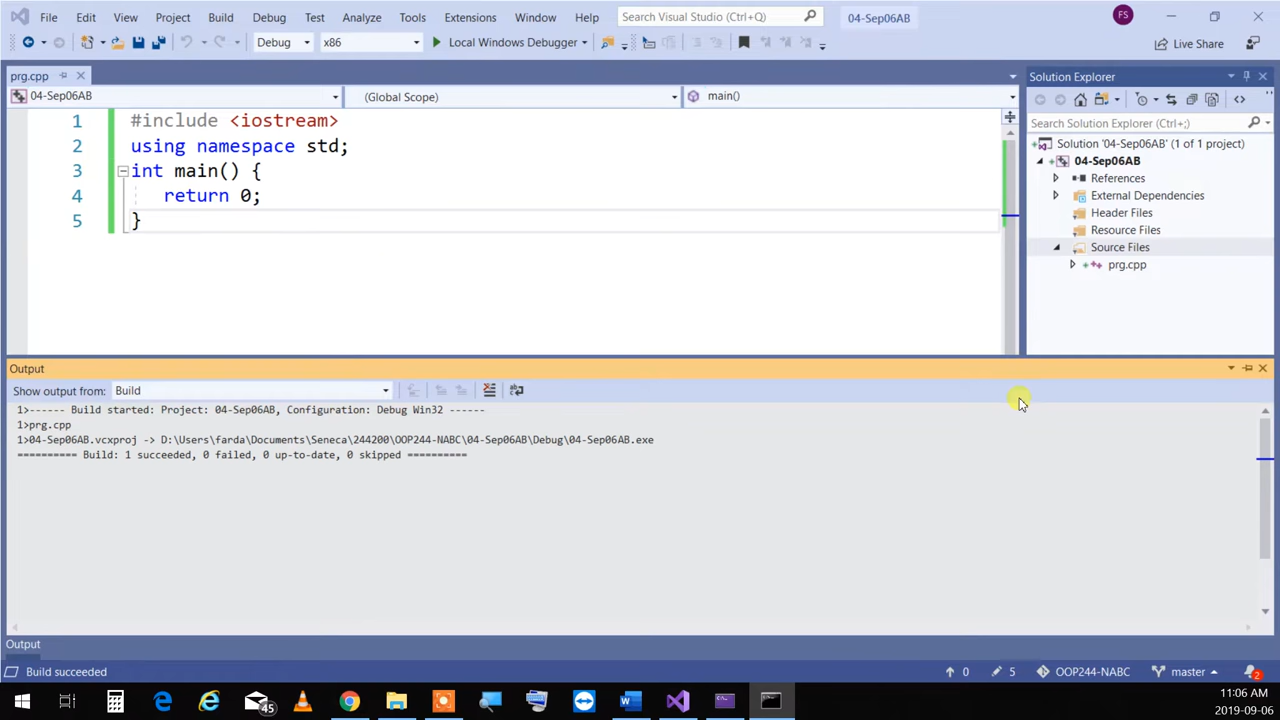 File Edit View Project Build Debug Test Analyze Tools Extensions Window Help Search Visual Studio (Ctrl+Q) 04-Sep06AB FS
Debug x86 Local Windows Debugger Live Share
prg.cpp
04-Sep06AB (Global Scope) main()
1 #include <iostream>
2 using namespace std;
3 int main() {
4 return 0;
5 }
Solution Explorer
Search Solution Explorer (Ctrl+;)
Solution '04-Sep06AB' (1 of 1 project)
04-Sep06AB
References
External Dependencies
Header Files
Resource Files
Source Files
prg.cpp
Output
Show output from: Build
1>------ Build started: Project: 04-Sep06AB, Configuration: Debug Win32 ------
1>prg.cpp
1>04-Sep06AB.vcxproj -> D:\Users\farda\Documents\Seneca\244200\OOP244-NABC\04-Sep06AB\Debug\04-Sep06AB.exe
========== Build: 1 succeeded, 0 failed, 0 up-to-date, 0 skipped ==========
Output
Build succeeded 0 5 OOP244-NABC master 2
45
11:06 AM
2019-09-06